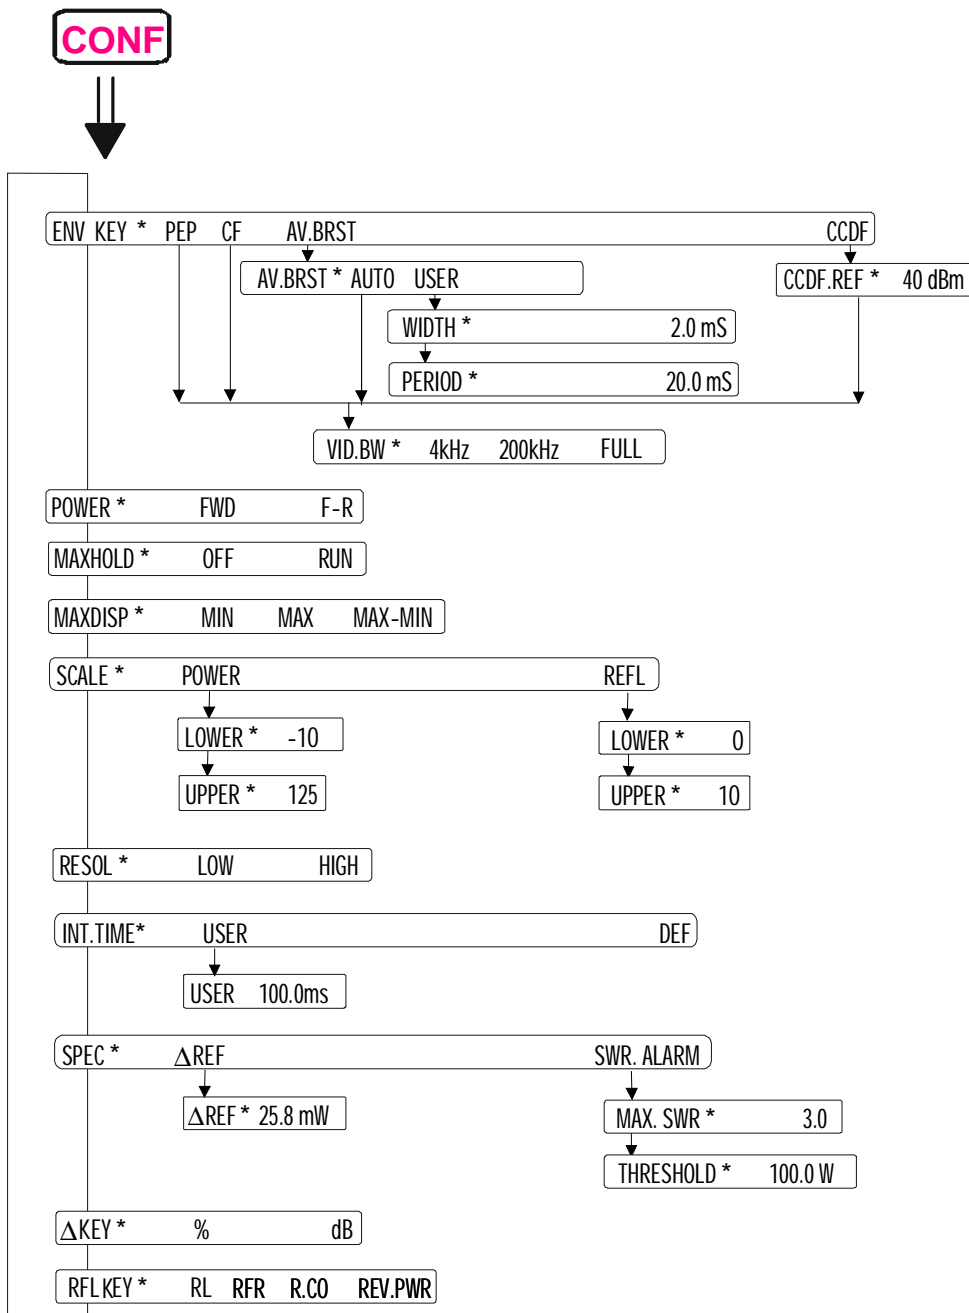 CONF
ENV KEY * PEP CF AV.BRST CCDF
AV.BRST * AUTO USER
CCDF.REF * 40 dBm
WIDTH * 2.0 mS
PERIOD * 20.0 mS
VID.BW * 4kHz 200kHz FULL
POWER * FWD F-R
MAXHOLD * OFF RUN
MAXDISP * MIN MAX MAX-MIN
SCALE * POWER REFL
LOWER * -10
LOWER * 0
UPPER * 125
UPPER * 10
RESOL * LOW HIGH
INT.TIME* USER DEF
USER 100.0ms
SPEC * ΔREF SWR. ALARM
ΔREF * 25.8 mW
MAX. SWR * 3.0
THRESHOLD * 100.0 W
ΔKEY * % dB
RFL KEY * RL RFR R.CO REV.PWR